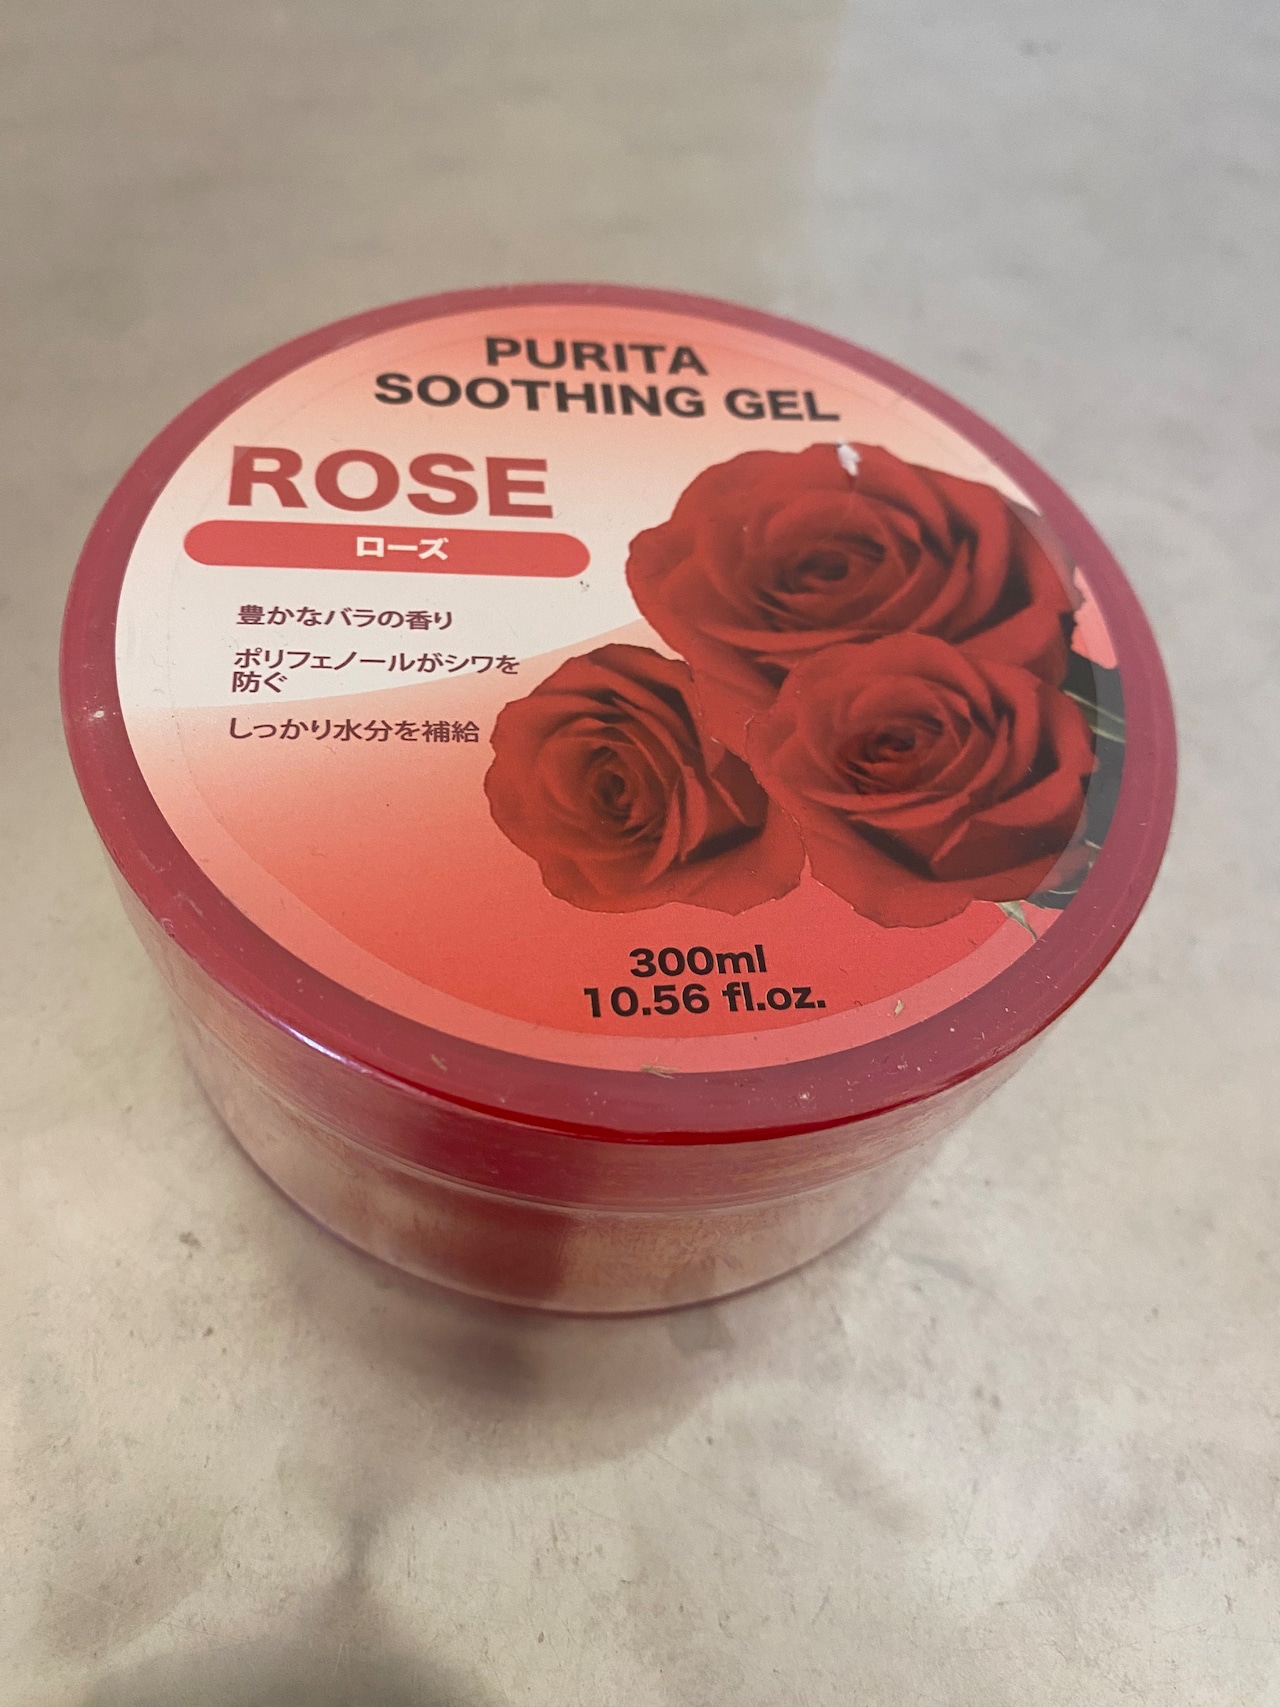 PURITA
SOOTHING GEL
ROSE
ローズ
豊かなバラの香り
ポリフェノールがシワを
防ぐ
しっかり水分を補給
300ml
10.56 fl.oz.